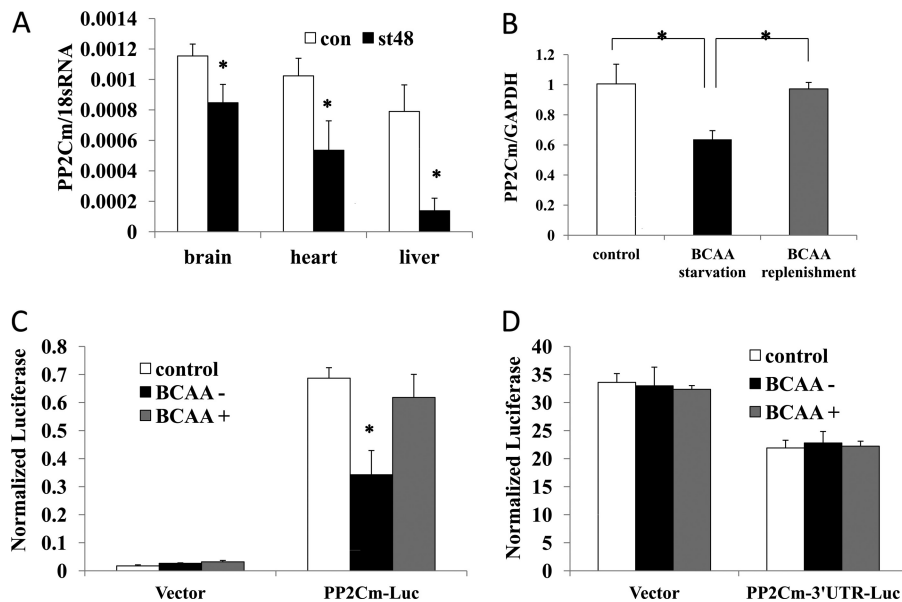 A
PP2Cm/18sRNA
0.0014
0.0012
0.001
0.0008
0.0006
0.0004
0.0002
0
con
st48
*
*
*
brain
heart
liver
B
PP2Cm/GAPDH
1.2
1
0.8
0.6
0.4
0.2
0
*
*
control
BCAA
starvation
BCAA
replenishment
C
Normalized Luciferase
0.8
0.7
0.6
0.5
0.4
0.3
0.2
0.1
0
control
BCAA -
BCAA +
*
Vector
PP2Cm-Luc
D
Normalized Luciferase
40
35
30
25
20
15
10
5
0
control
BCAA -
BCAA +
Vector
PP2Cm-3'UTR-Luc